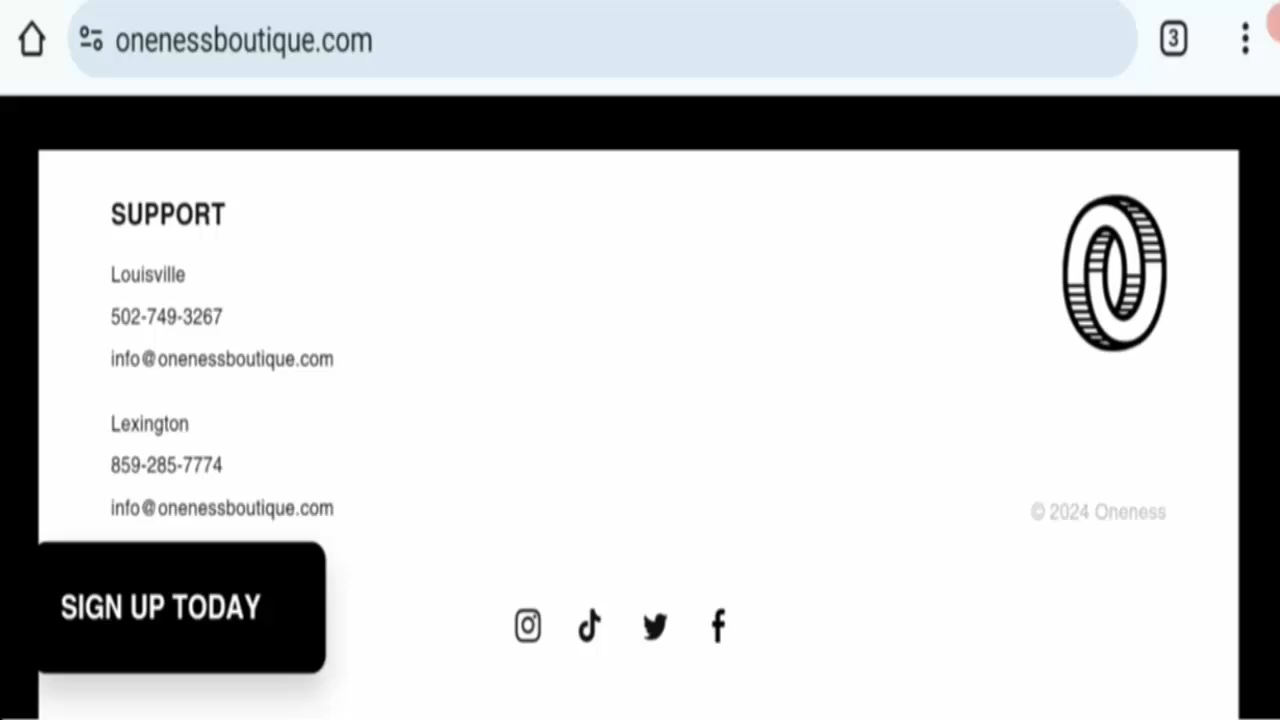 onenessboutique.com
3
SUPPORT
Louisville
502-749-3267
info@onenessboutique.com
Lexington
859-285-7774
info@onenessboutique.com
© 2024 Oneness
SIGN UP TODAY